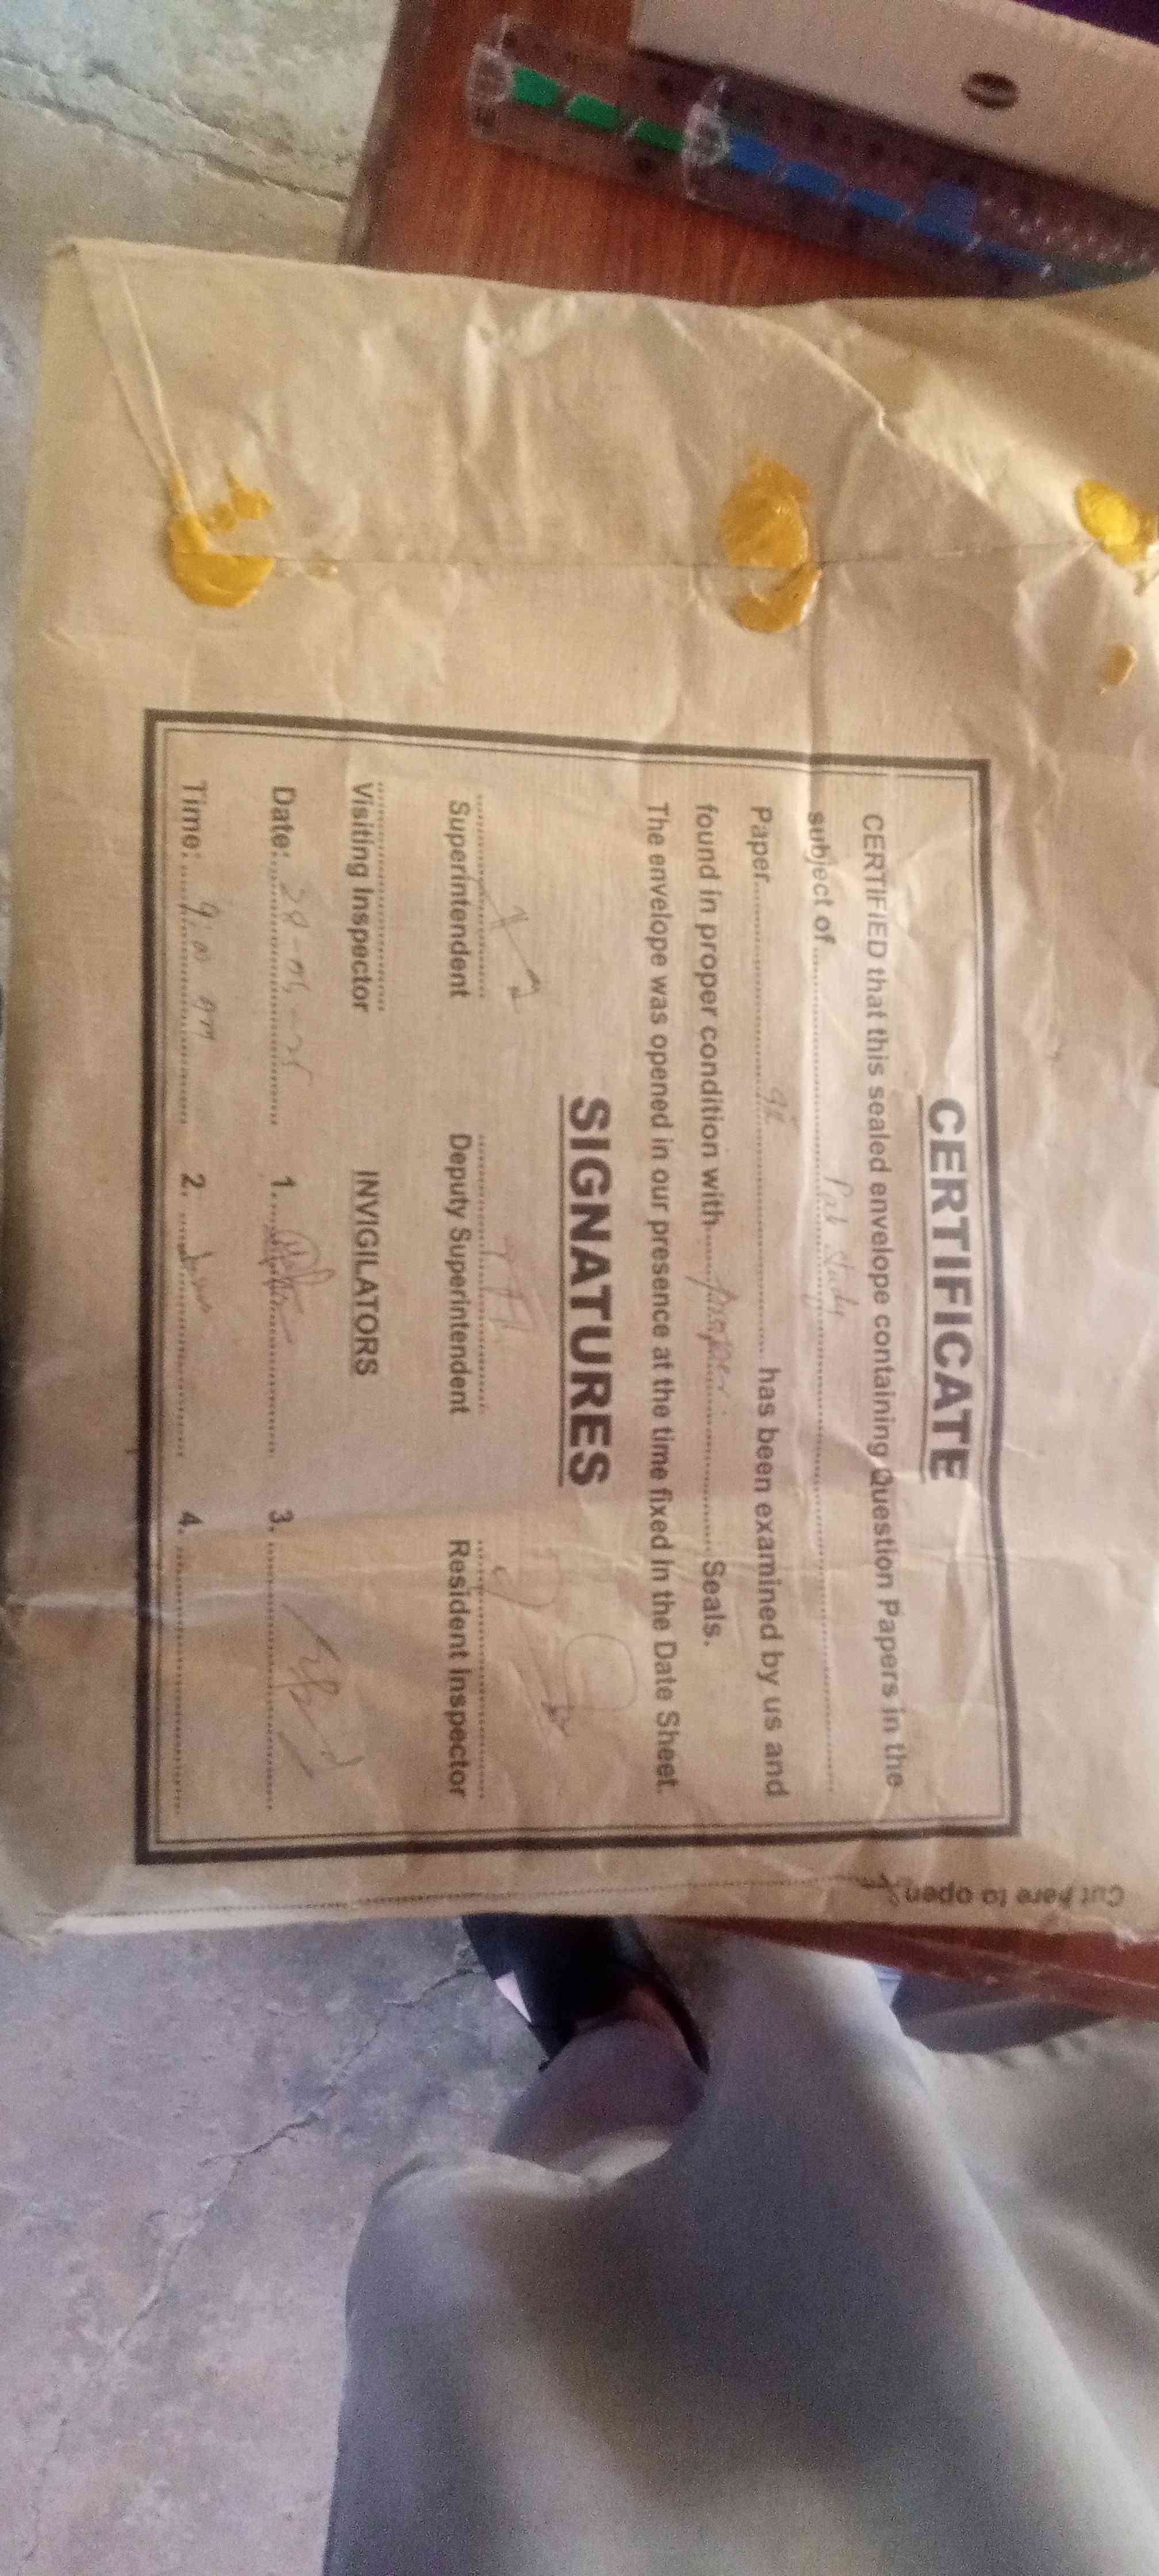 CERTIFICATE
CERTIFIED that this sealed envelope containing Question Papers in the
subject of Pak study
Paper has been examined by us and
found in proper condition with proper Seals.
The envelope was opened in our presence at the time fixed in the Date Sheet.
SIGNATURES
Superintendent Deputy Superintendent Resident Inspector
Visiting Inspector INVIGILATORS
Date: 1. 3.
Time: 2. 4.
Cut here to open